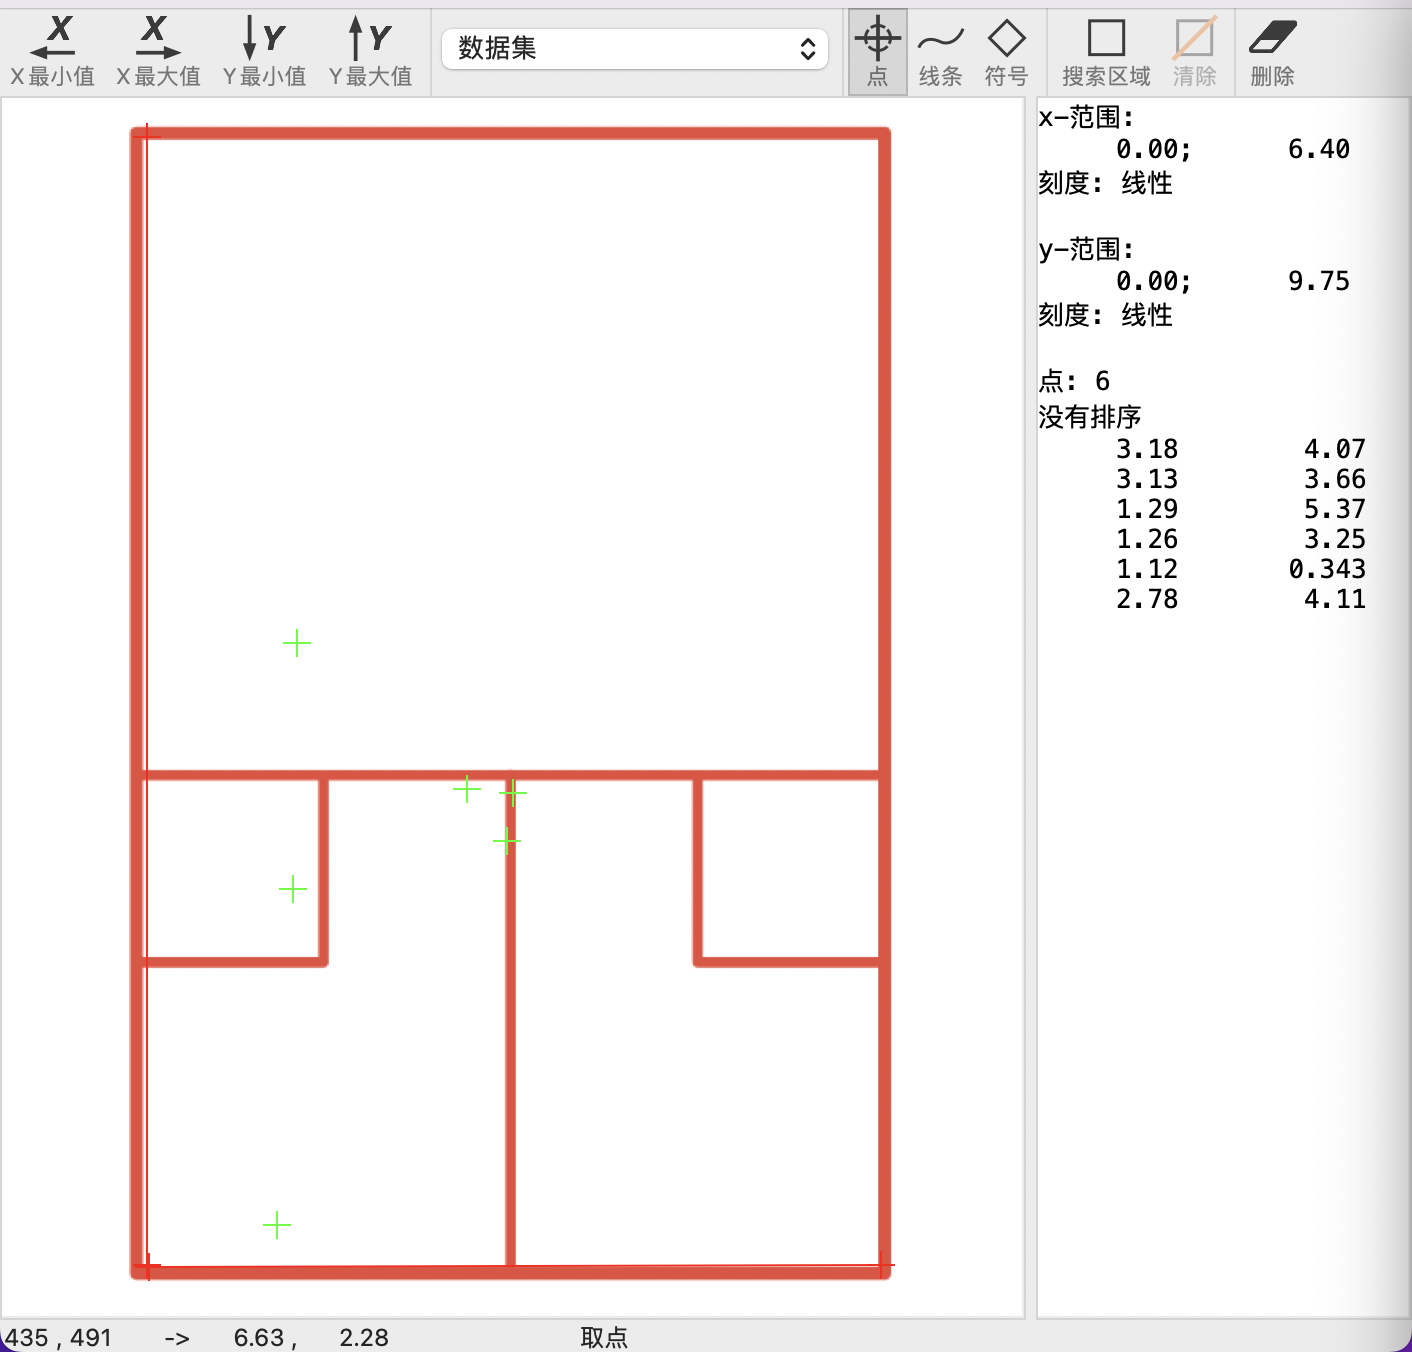 X Y Y
X
X最小值 X最大值 Y最小值 Y最大值 数据集 点 线条 符号 搜索区域 清除 删除
x-范围:
0.00; 6.40
刻度: 线性
y-范围:
0.00; 9.75
刻度: 线性
点: 6
没有排序
3.18 4.07
3.13 3.66
1.29 5.37
1.26 3.25
1.12 0.343
2.78 4.11
435 , 491 -> 6.63 , 2.28 取点